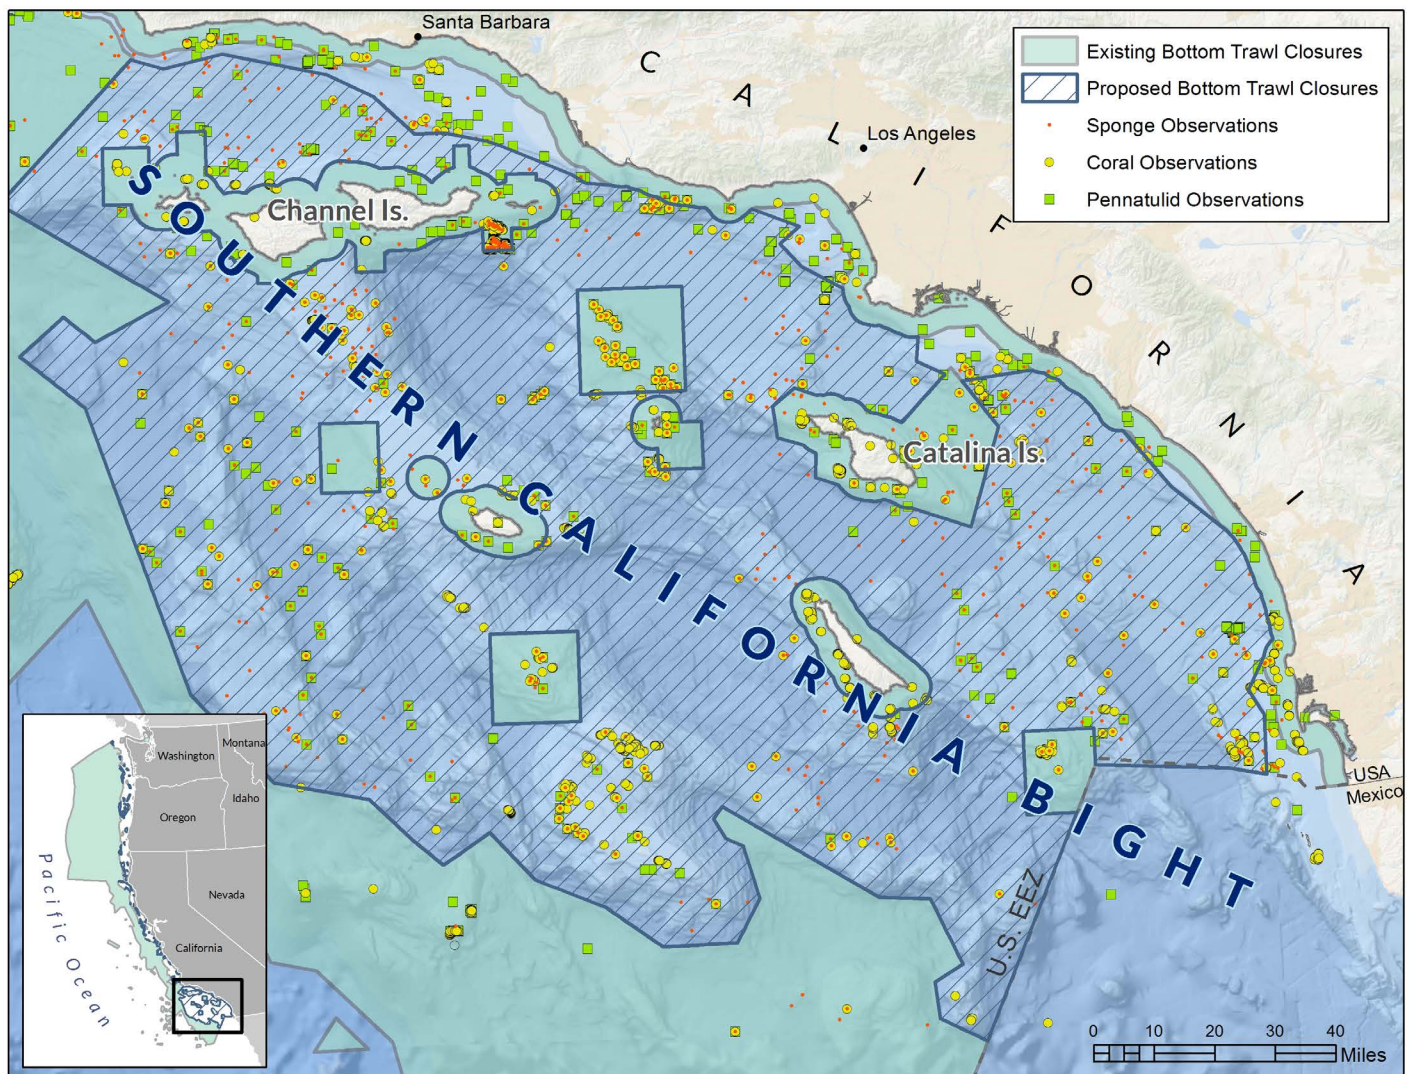 Santa Barbara
CALIFORNIA
Los Angeles
Existing Bottom Trawl Closures
Proposed Bottom Trawl Closures
Sponge Observations
Coral Observations
Pennatulid Observations
Channel Is.
SOUTHERN CALIFORNIA BIGHT
Catalina Is.
USA
Mexico
U.S. EEZ
Washington
Montana
Oregon
Idaho
Nevada
California
Pacific Ocean
0 10 20 30 40
Miles